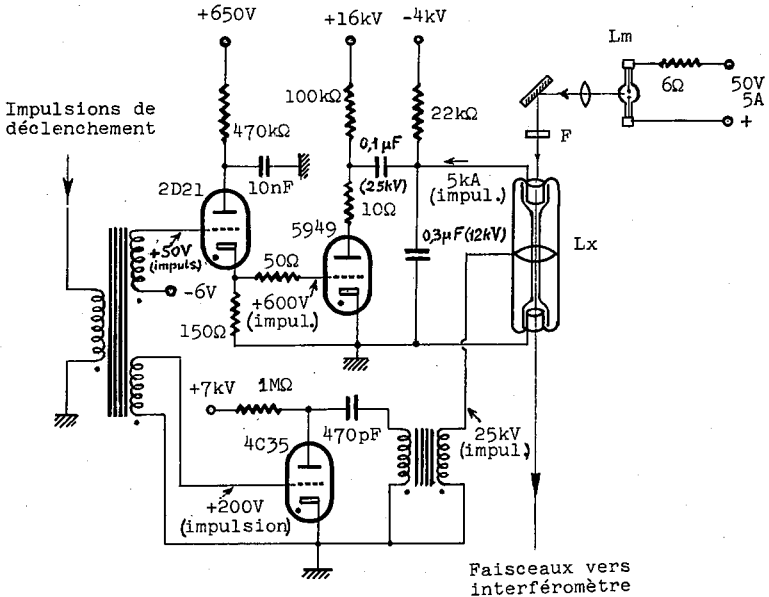 +650V
+16kV
-4kV
Lm
6Ω
50V
5A
+
Impulsions de
déclenchement
470kΩ
100kΩ
22kΩ
0,1µF
(25kV)
F
5kA
(impul.)
10nF
2D21
10Ω
5949
Lx
+50V
(impuls.)
50Ω
0,3µF (12kV)
-6V
+600V
(impul.)
150Ω
+7kV
1MΩ
470pF
25kV
(impul.)
4C35
+200V
(impulsion)
Faisceaux vers
interféromètre